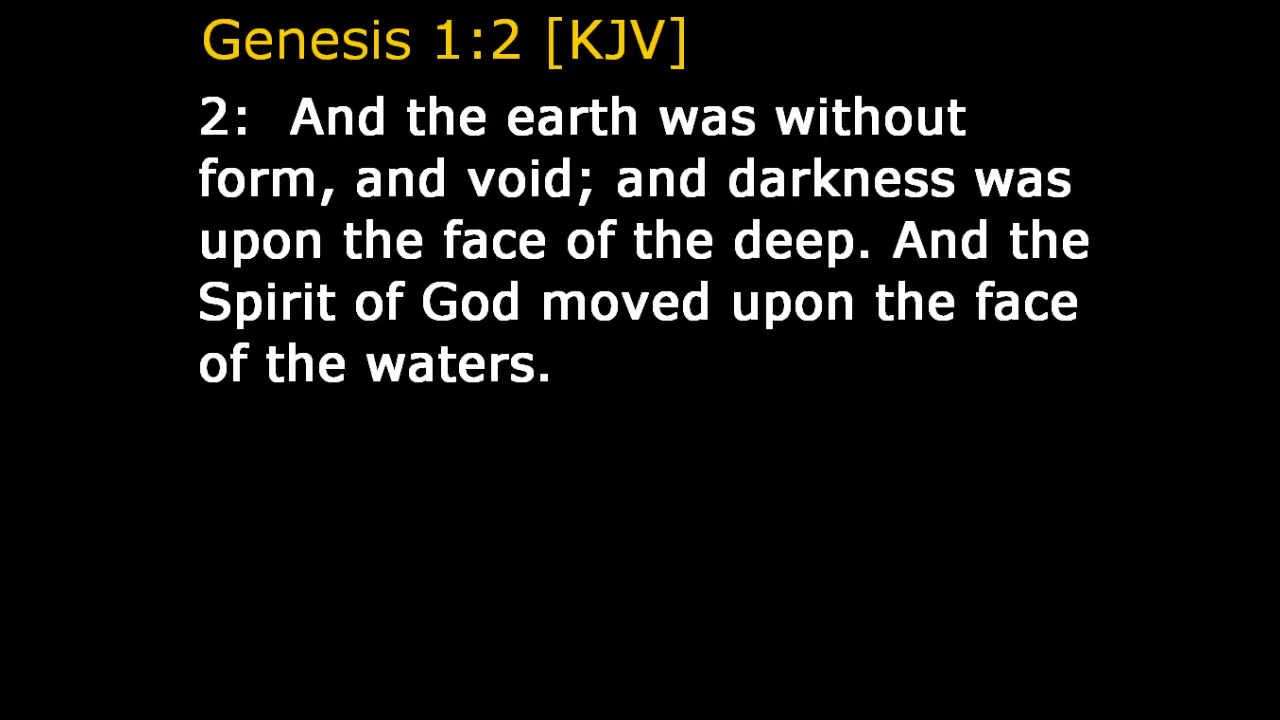 Genesis 1:2 [KJV]
2:  And the earth was without
form, and void; and darkness was
upon the face of the deep. And the
Spirit of God moved upon the face
of the waters.